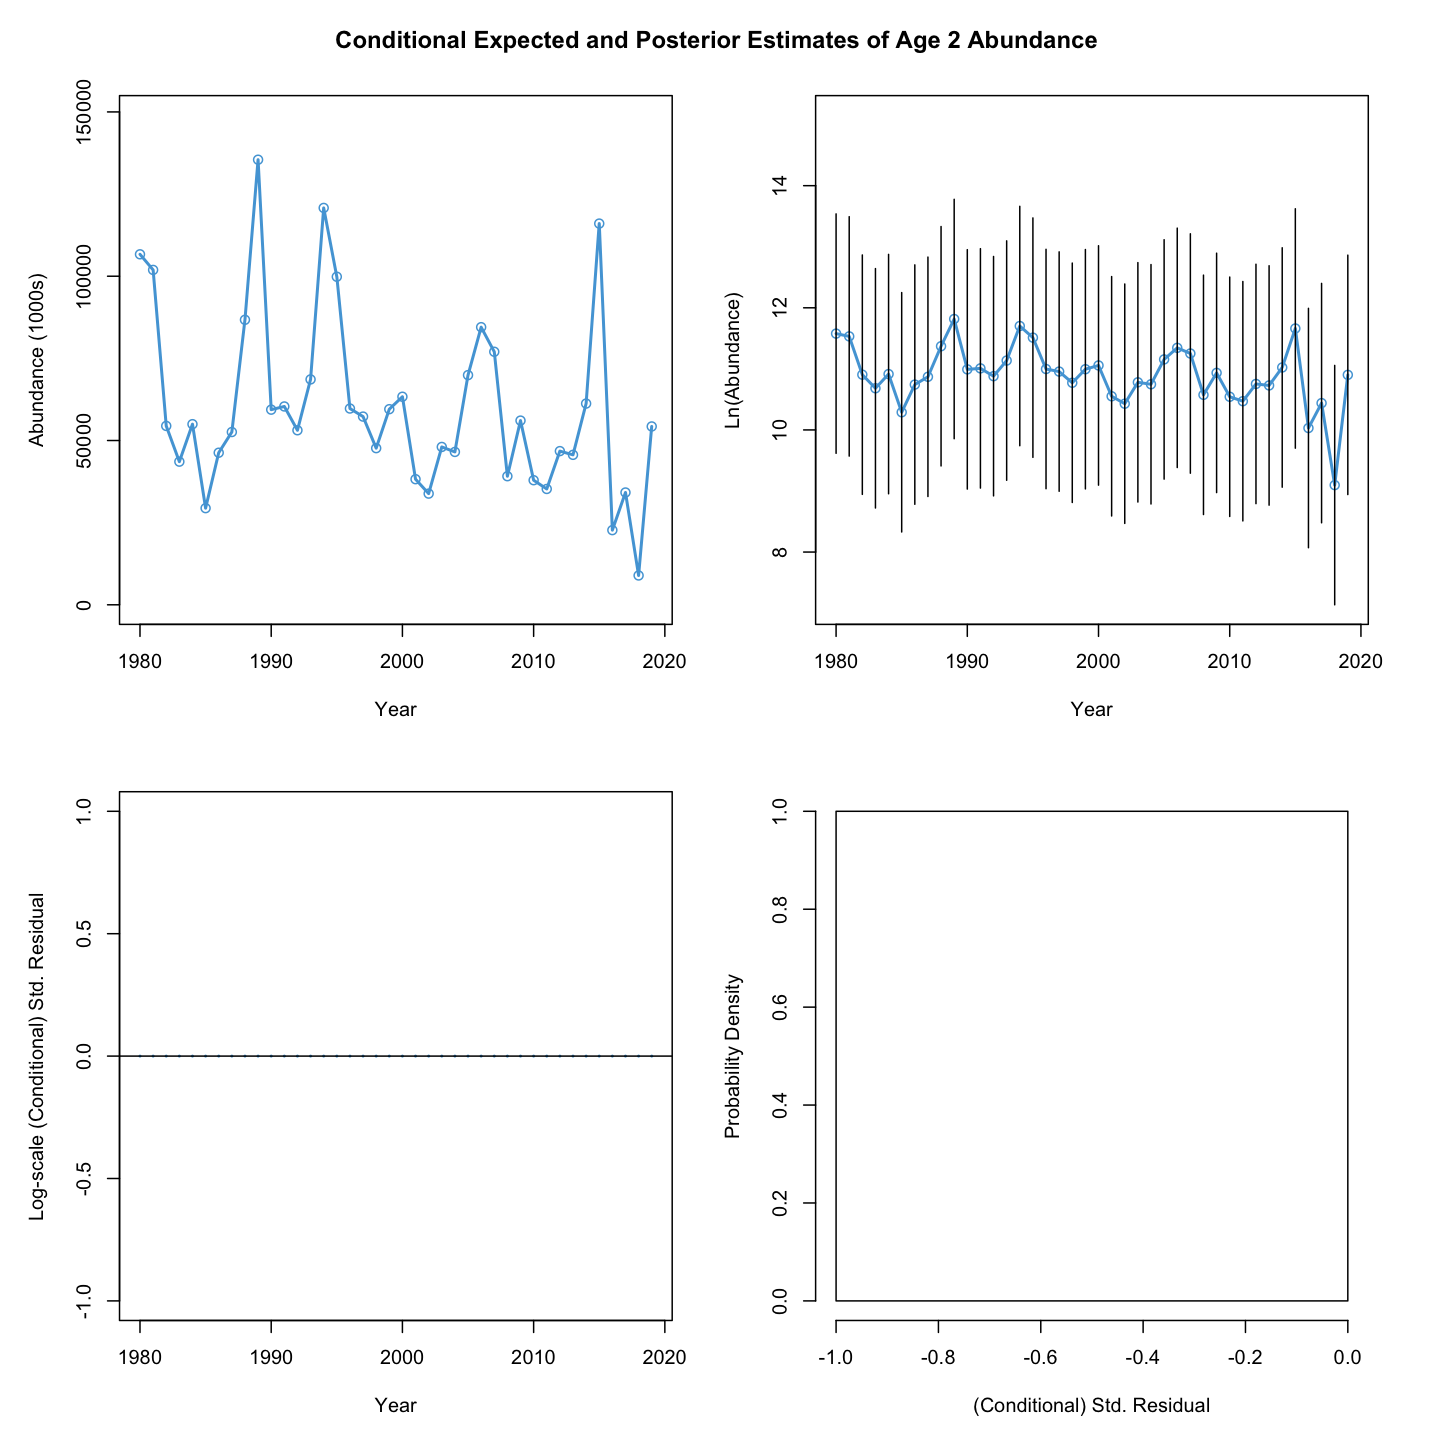 Conditional Expected and Posterior Estimates of Age 2 Abundance
Abundance (1000s)
150000
100000
50000
0
1980 1990 2000 2010 2020
Year
Ln(Abundance)
14
12
10
8
1980 1990 2000 2010 2020
Year
Log-scale (Conditional) Std. Residual
1.0
0.5
0.0
-0.5
-1.0
1980 1990 2000 2010 2020
Year
Probability Density
1.0
0.8
0.6
0.4
0.2
0.0
-1.0 -0.8 -0.6 -0.4 -0.2 0.0
(Conditional) Std. Residual